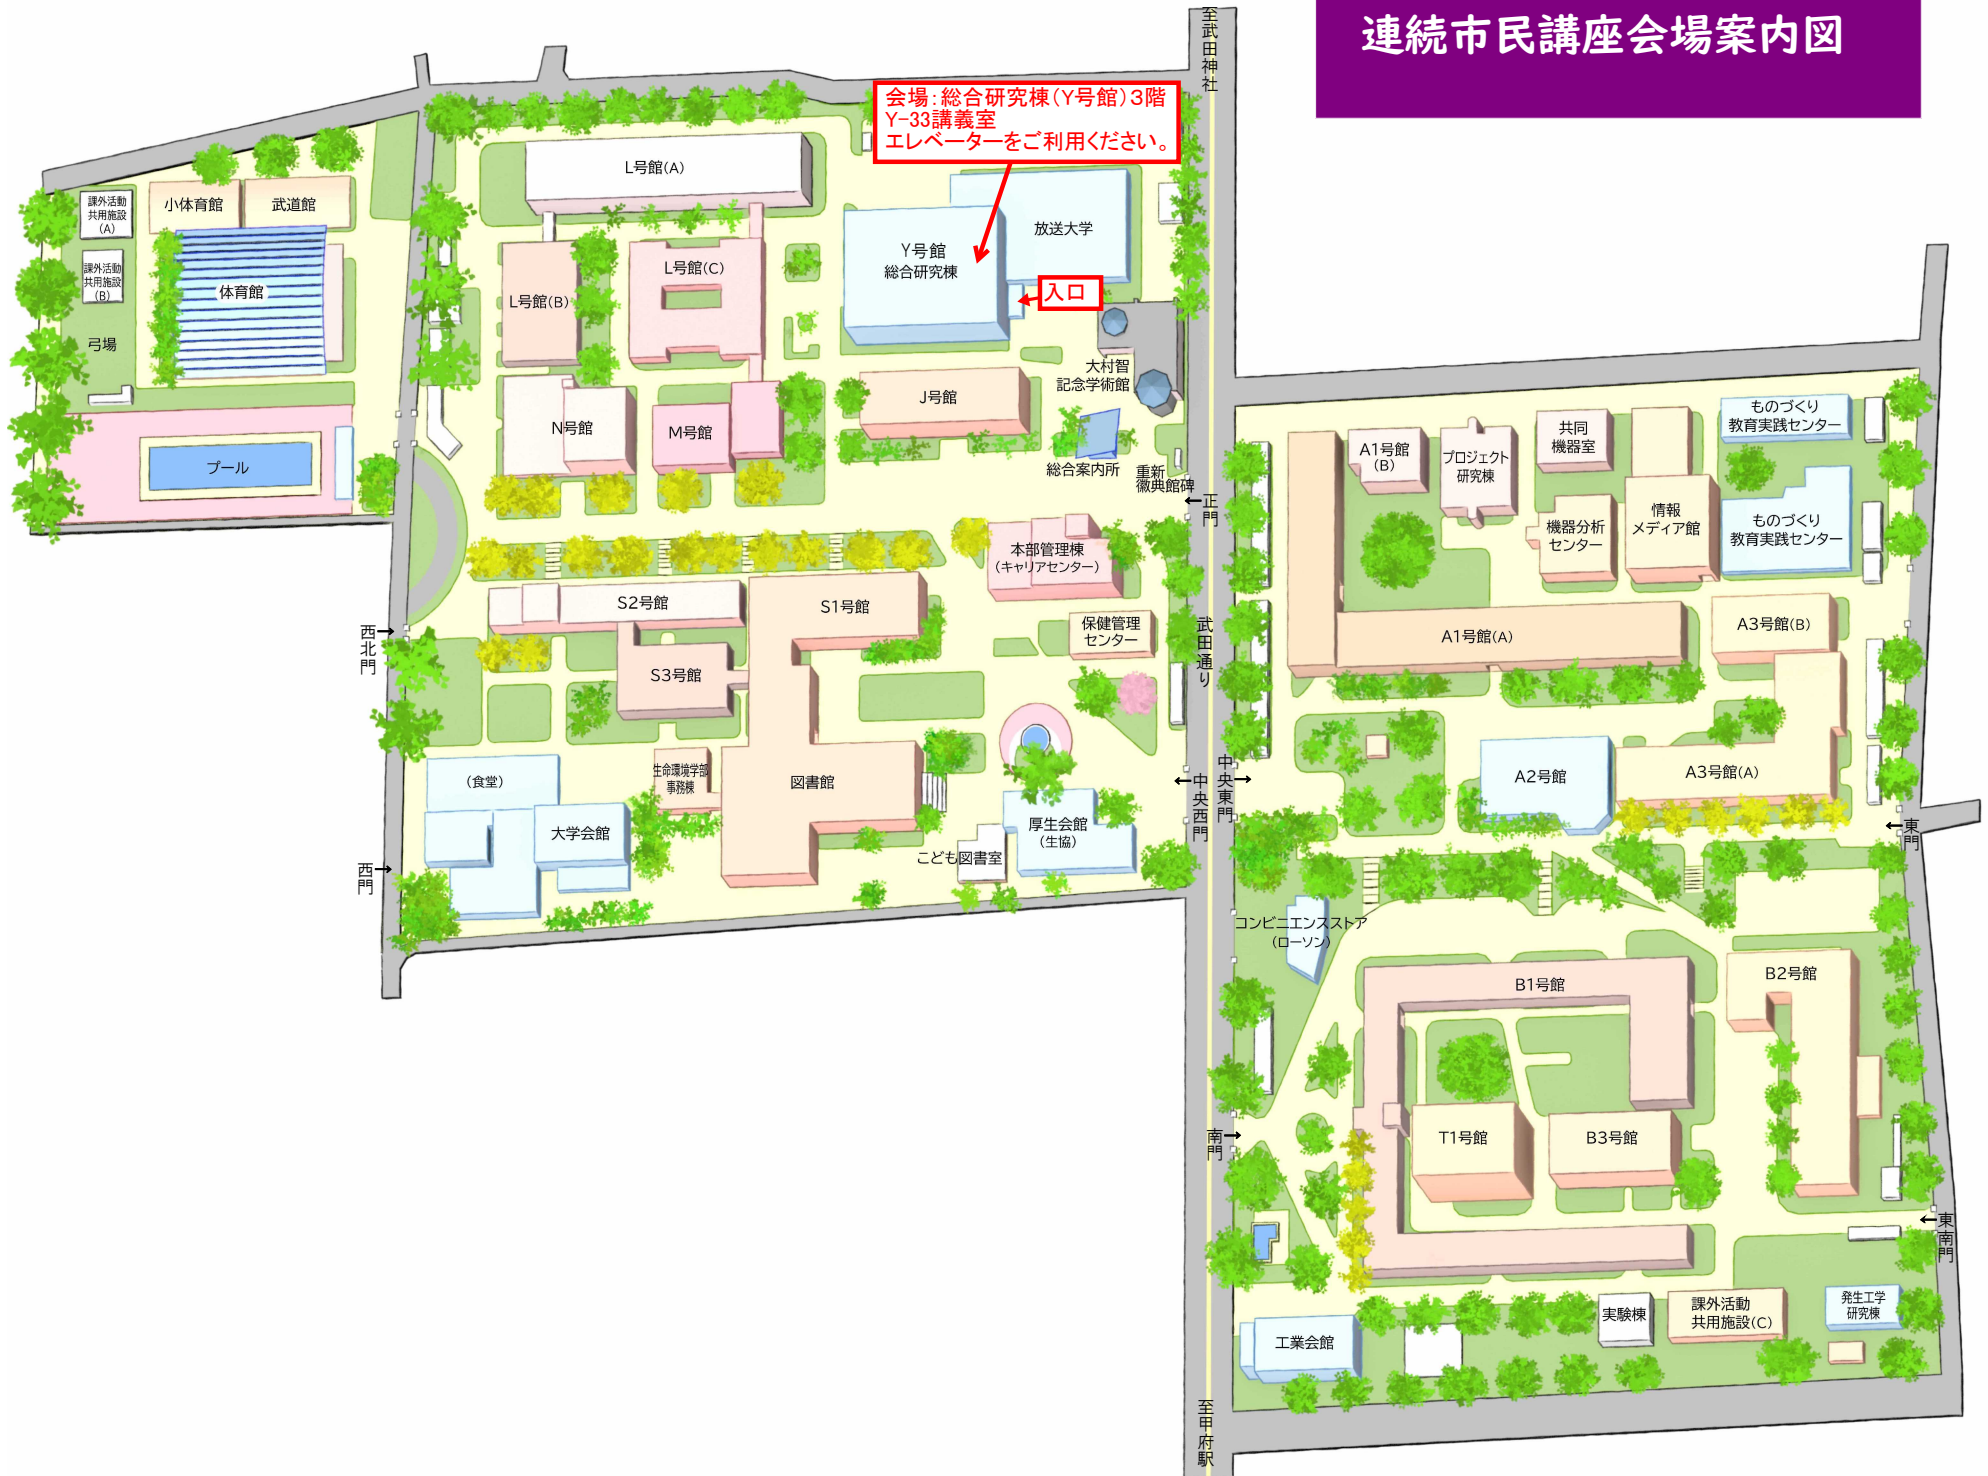 連続市民講座会場案内図
至武田神社
会場:総合研究棟(Y号館)3階
Y-33講義室
エレベーターをご利用ください。
L号館(A)
課外活動
共用施設
(A)
小体育館
武道館
放送大学
Y号館
総合研究棟
課外活動
共用施設
(B)
体育館
L号館(C)
L号館(B)
入口
弓場
大村智
記念学術館
J号館
N号館
M号館
プール
総合案内所
重新
徽典館碑
←正門
A1号館
(B)
プロジェクト
研究棟
共同
機器室
ものづくり
教育実践センター
機器分析
センター
情報
メディア館
ものづくり
教育実践センター
本部管理棟
(キャリアセンター)
S2号館
S1号館
保健管理
センター
武田通り
A1号館(A)
A3号館(B)
西北門→
S3号館
(食堂)
生命環境学部
事務棟
図書館
←中央西門
中央東門→
A2号館
A3号館(A)
大学会館
厚生会館
(生協)
こども図書室
←東門
西門→
コンビニエンスストア
(ローソン)
B1号館
B2号館
南門→
T1号館
B3号館
←東南門
工業会館
実験棟
課外活動
共用施設(C)
発生工学
研究棟
至甲府駅